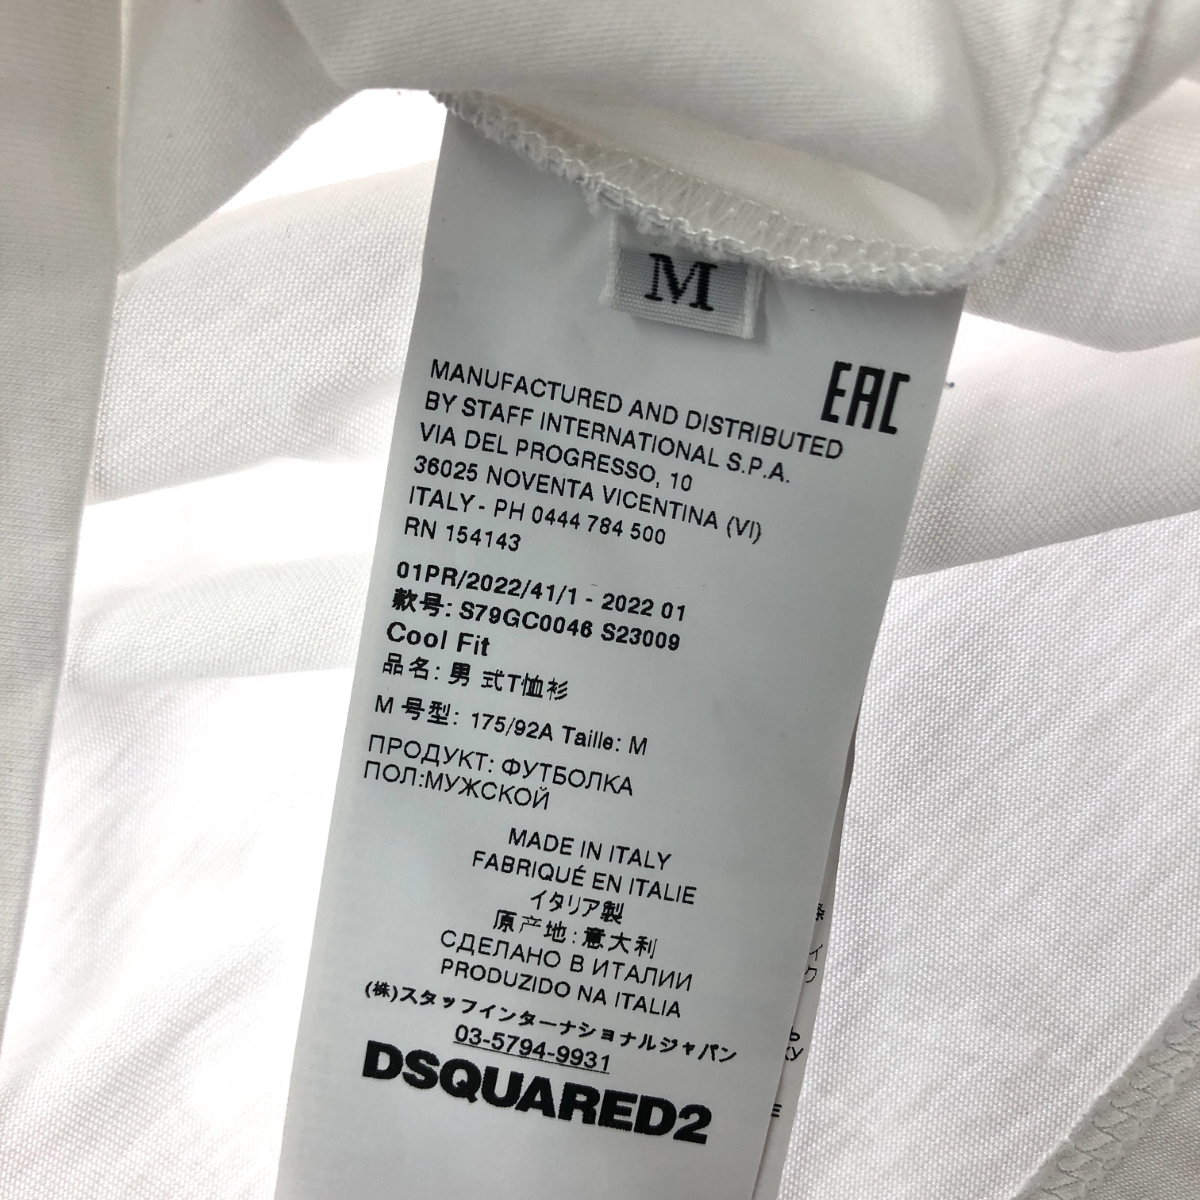 M
EAC
MANUFACTURED AND DISTRIBUTED
BY STAFF INTERNATIONAL S.P.A.
VIA DEL PROGRESSO, 10
36025 NOVENTA VICENTINA (VI)
ITALY - PH 0444 784 500
RN 154143
01PR/2022/41/1 - 2022 01
款号: S79GC0046 S23009
Cool Fit
品名: 男 式T恤衫
M 号型: 175/92A Taille: M
ПРОДУКТ: ФУТБОЛКА
ПОЛ:МУЖСКОЙ
MADE IN ITALY
FABRIQUÉ EN ITALIE
イタリア製
原产地: 意大利
СДЕЛАНО В ИТАЛИИ
PRODUZIDO NA ITALIA
(株)スタッフインターナショナルジャパン
03-5794-9931
DSQUARED2